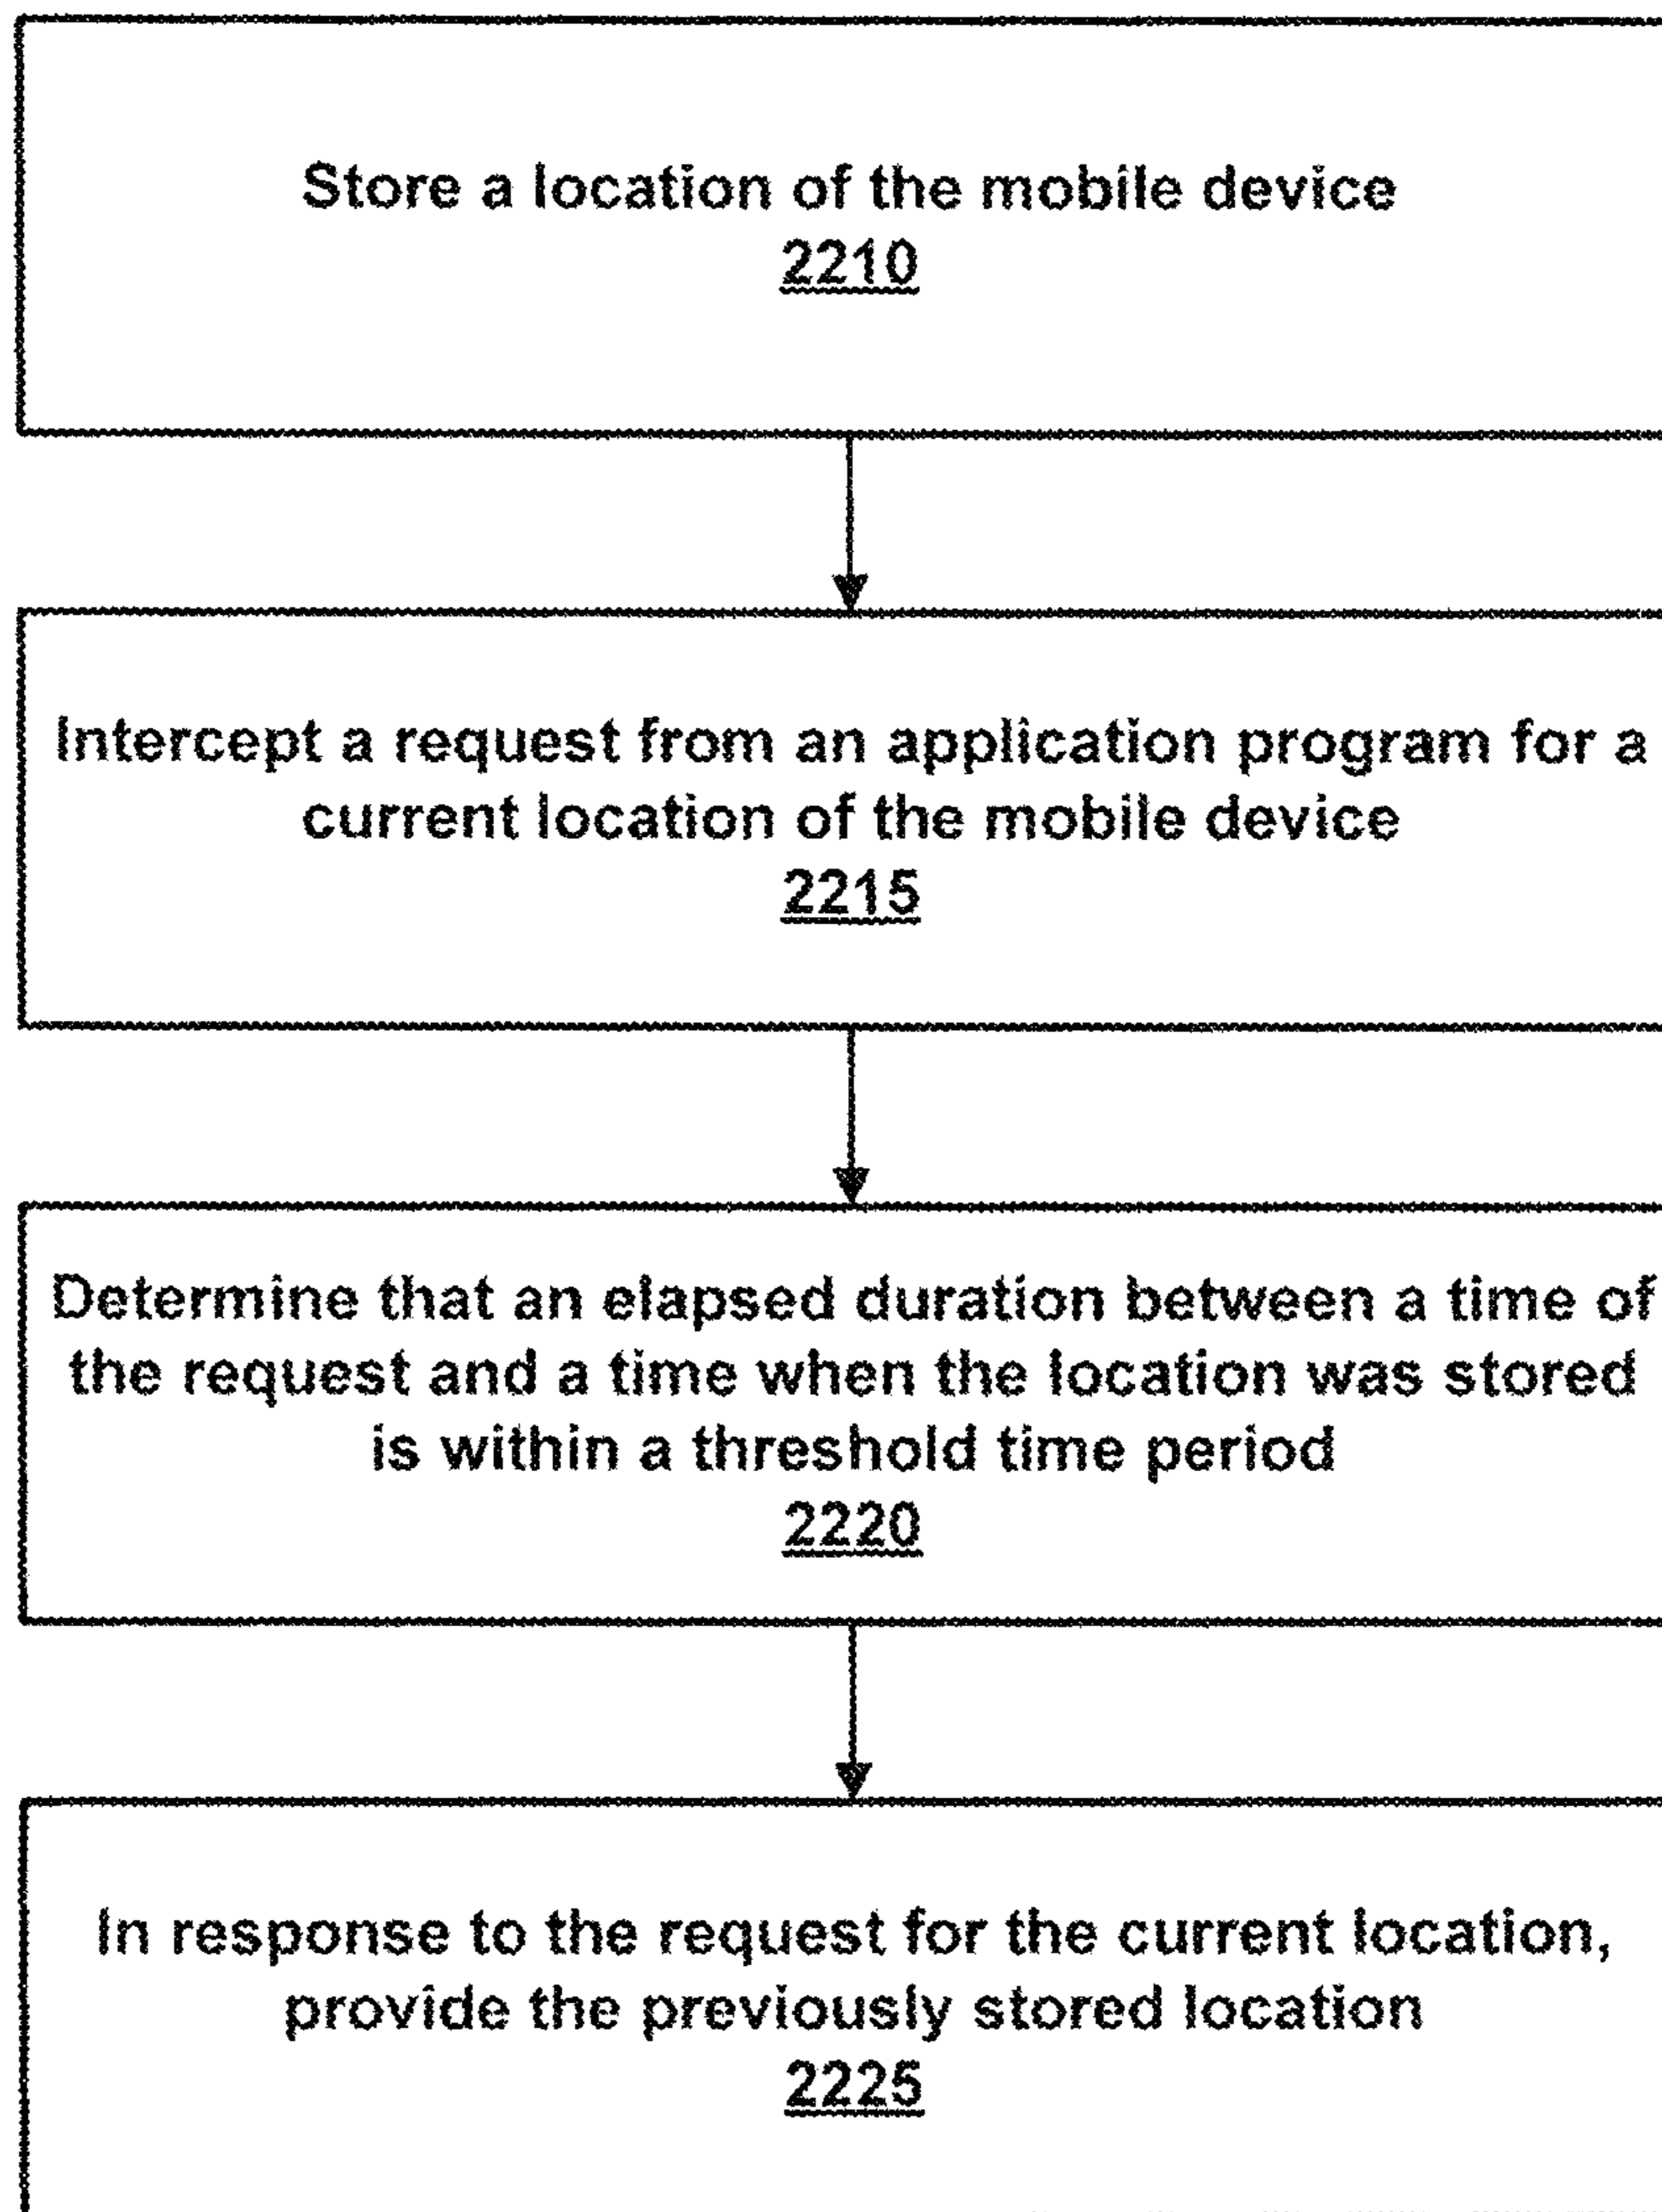 Store a location of the mobile device
2210
Intercept a request from an application program for a
current location of the mobile device
2215
Determine that an elapsed duration between a time of
the request and a time when the location was stored
is within a threshold time period
2220
In response to the request for the current location,
provide the previously stored location
2225